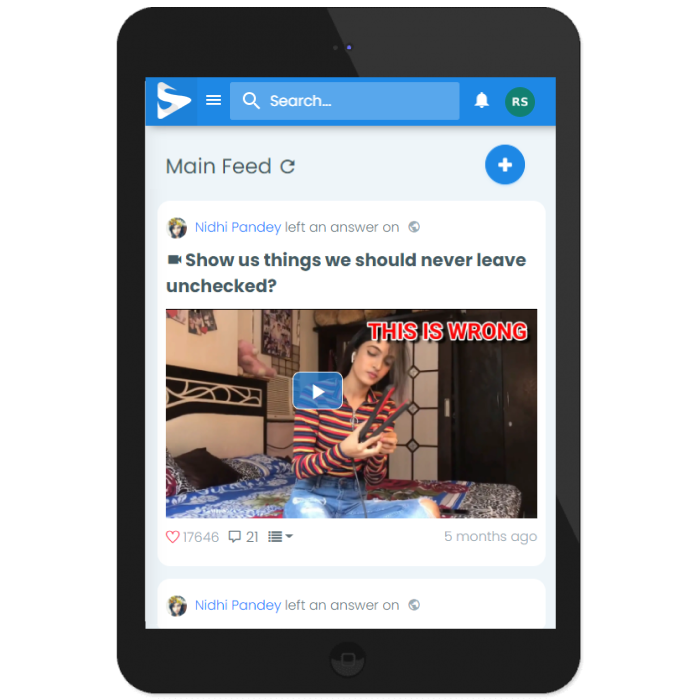 Search...
RS
Main Feed
Nidhi Pandey left an answer on
Show us things we should never leave
unchecked?
THIS IS WRONG
17646 21 5 months ago
Nidhi Pandey left an answer on